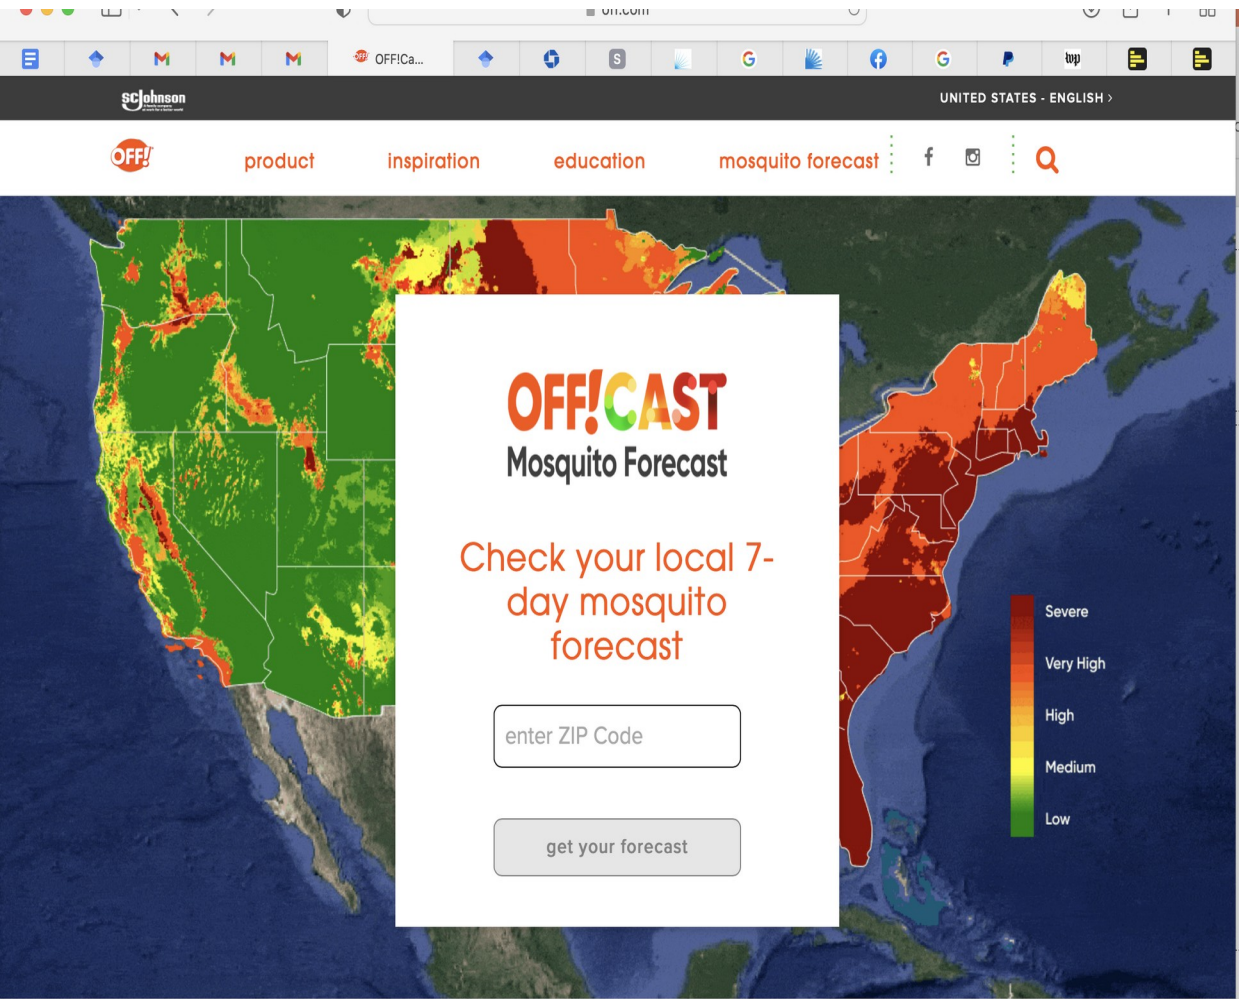 off.com
OFF!Ca...
S
G
G
wp
SCJohnson
UNITED STATES - ENGLISH >
OFF!
product
inspiration
education
mosquito forecast
OFF!CAST
Mosquito Forecast
Check your local 7-
day mosquito
forecast
enter ZIP Code
get your forecast
Severe
Very High
High
Medium
Low